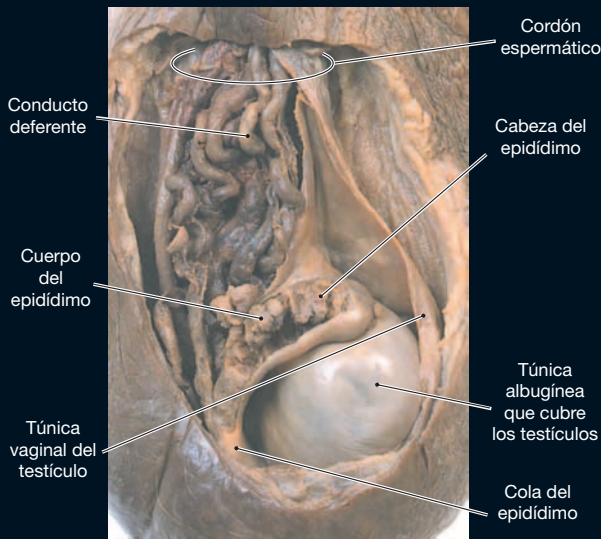 Cordón
espermático
Conducto
deferente
Cabeza del
epidídimo
Cuerpo
del
epidídimo
Túnica
albugínea
que cubre
los testículos
Túnica
vaginal del
testículo
Cola del
epidídimo